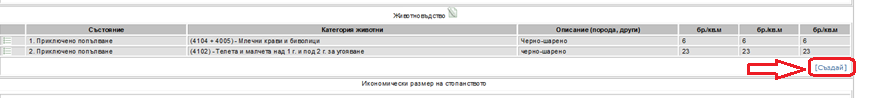 Животновъдство
Състояние Категория животни Описание (порода, други) бр/кв.м бр/кв.м бр/кв.м
1. Приключено попълване (4104 + 4005) - Млечни крави и биволици Черно-шарено 6 6 6
2. Приключено попълване (4102) - Телета и малчета над 1 г. и под 2 г. за угояване черно-шарено 23 23 23
[Създай]
Икономически размер на стопанството